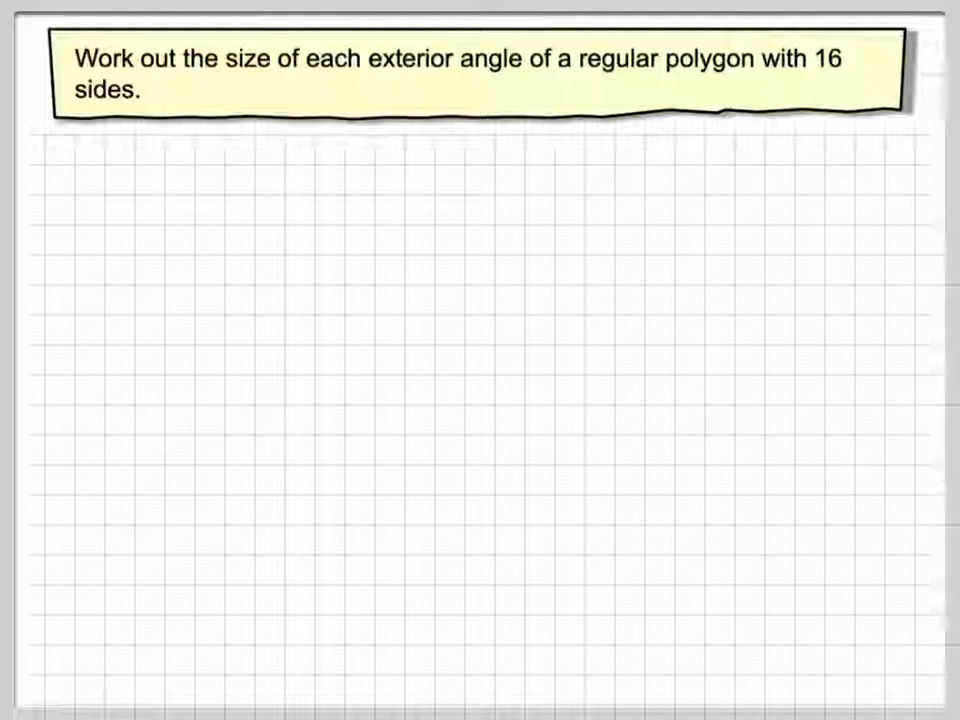 Work out the size of each exterior angle of a regular polygon with 16
sides.